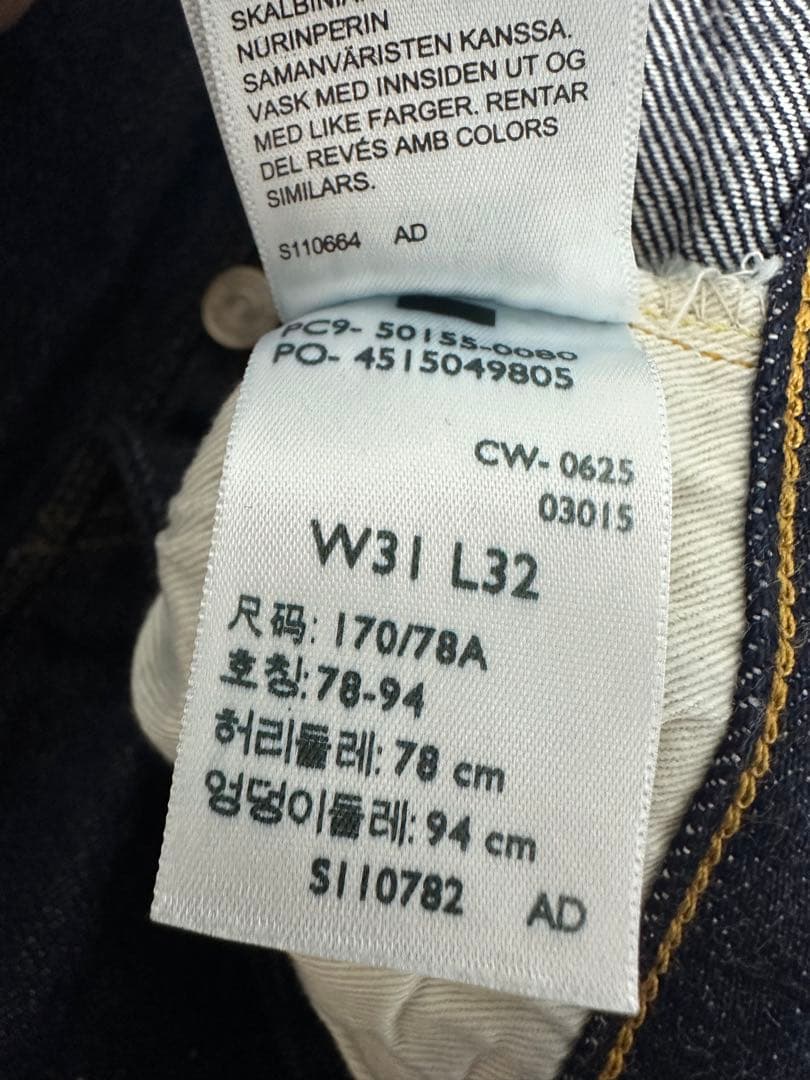 NURINPERIN
SAMANVÄRISTEN KANSSA.
VASK MED INNSIDEN UT OG
MED LIKE FARGER. RENTAR
DEL REVÉS AMB COLORS
SIMILARS.
S110664 AD
PC9- 50155-0080
PO- 4515049805
CW- 0625
03015
W31 L32
尺码: 170/78A
호칭: 78-94
허리둘레: 78 cm
엉덩이둘레: 94 cm
S110782 AD